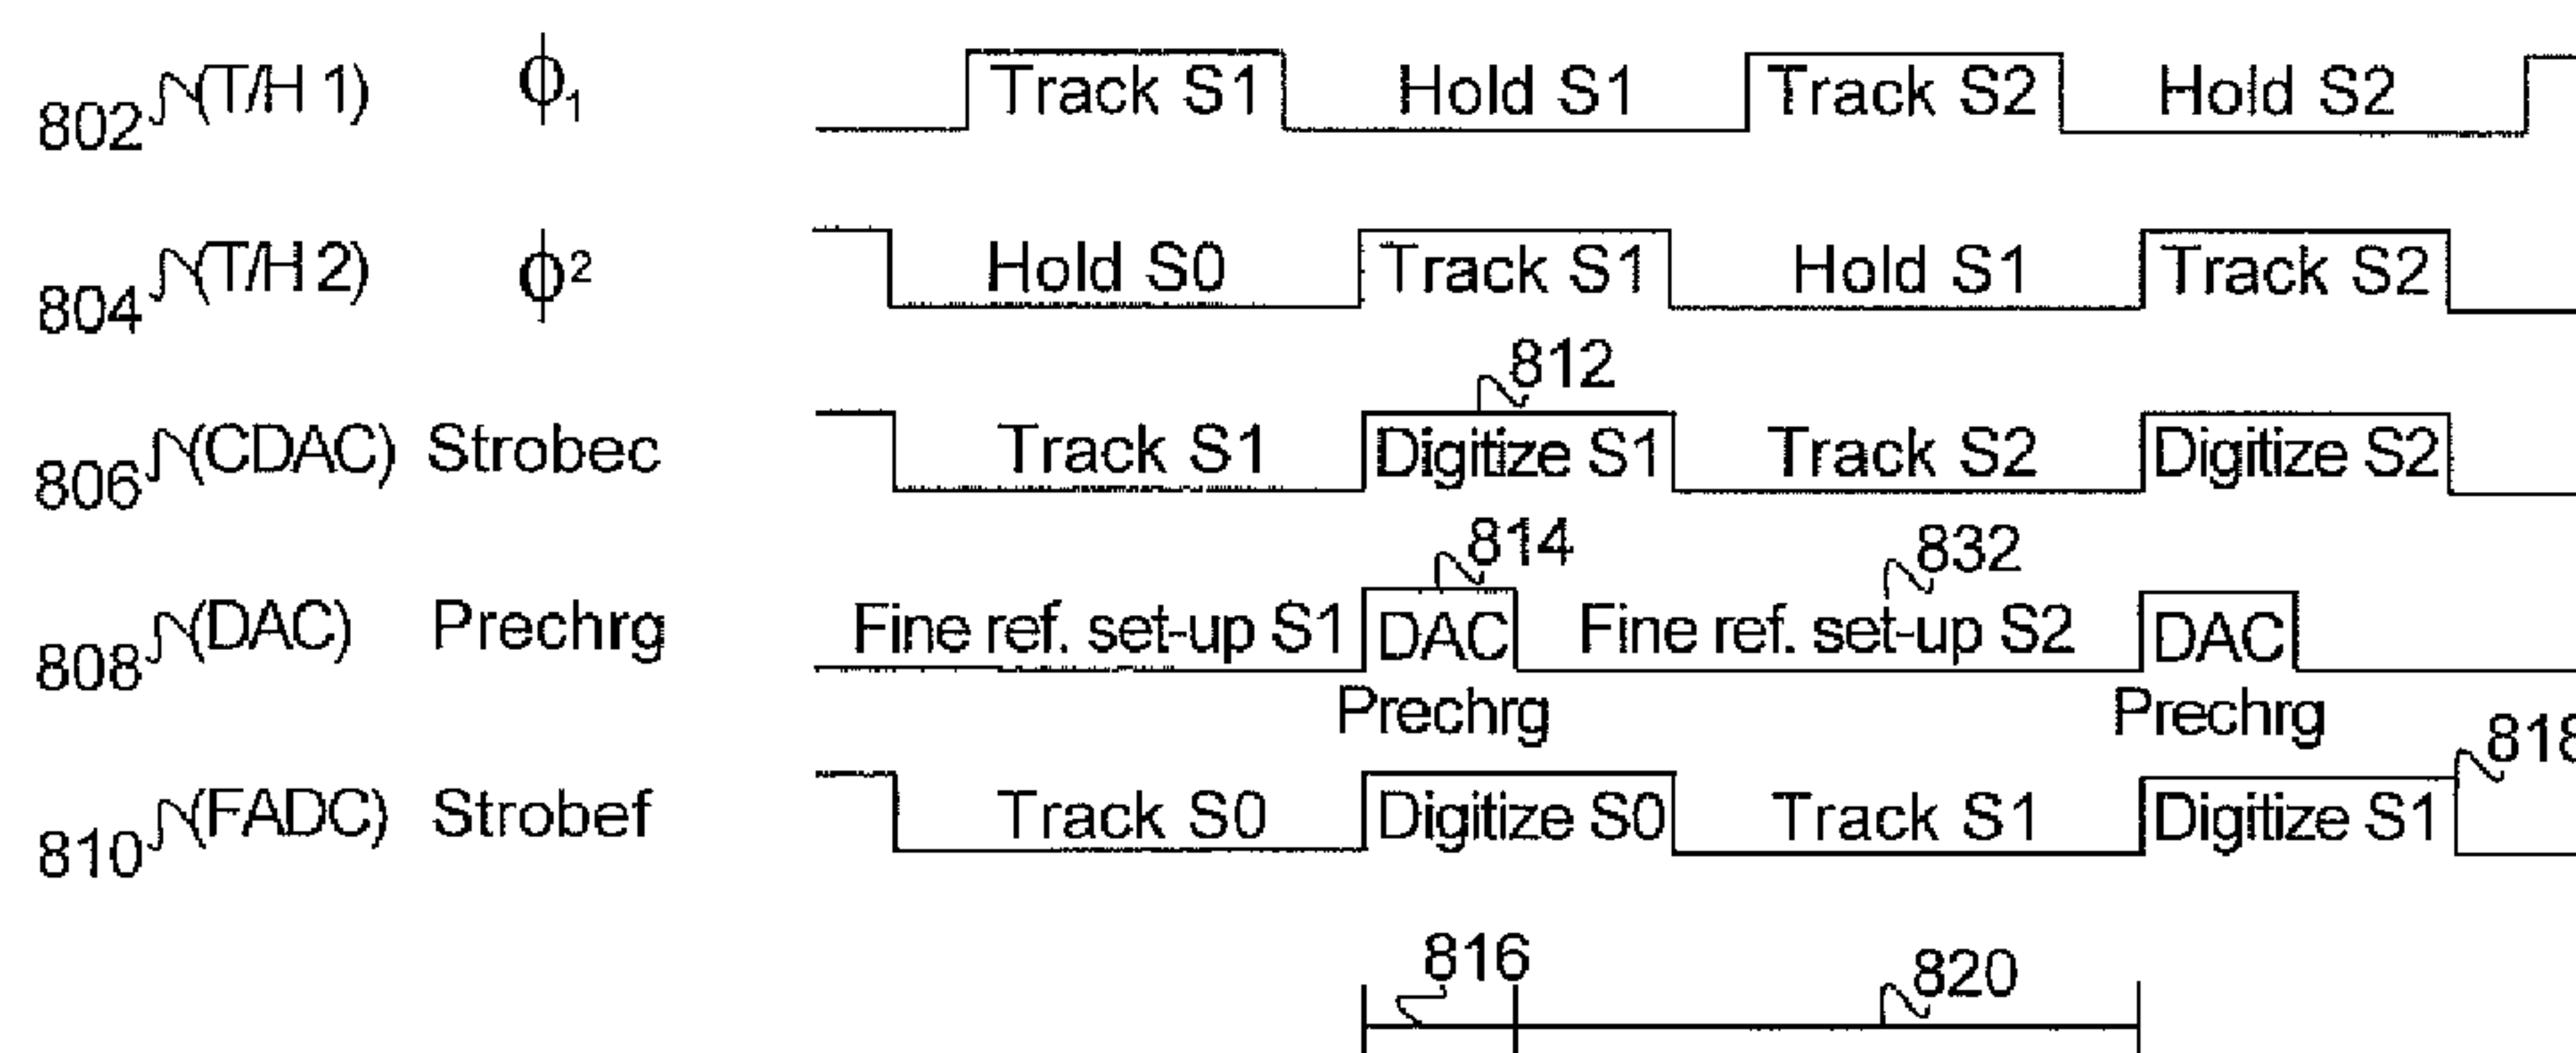 802 (T/H 1) ϕ1 Track S1 Hold S1 Track S2 Hold S2
804 (T/H 2) ϕ2 Hold S0 Track S1 Hold S1 Track S2
812
806 (CDAC) Strobec Track S1 Digitize S1 Track S2 Digitize S2
814 832
808 (DAC) Prechrg Fine ref. set-up S1 DAC Fine ref. set-up S2 DAC
Prechrg Prechrg
818
810 (FADC) Strobef Track S0 Digitize S0 Track S1 Digitize S1
816 820